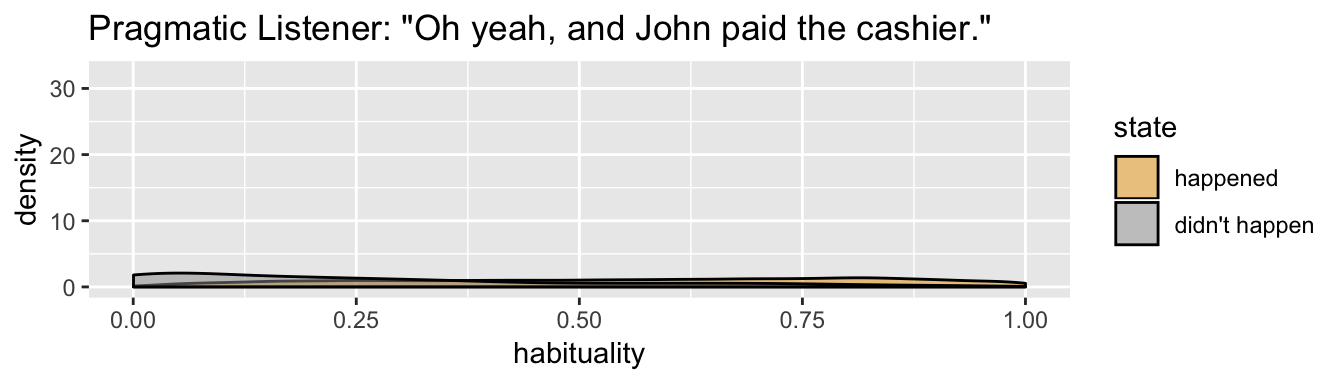 Pragmatic Listener: "Oh yeah, and John paid the cashier."
density
30
20
10
0
0.00 0.25 0.50 0.75 1.00
habituality
state
happened
didn't happen